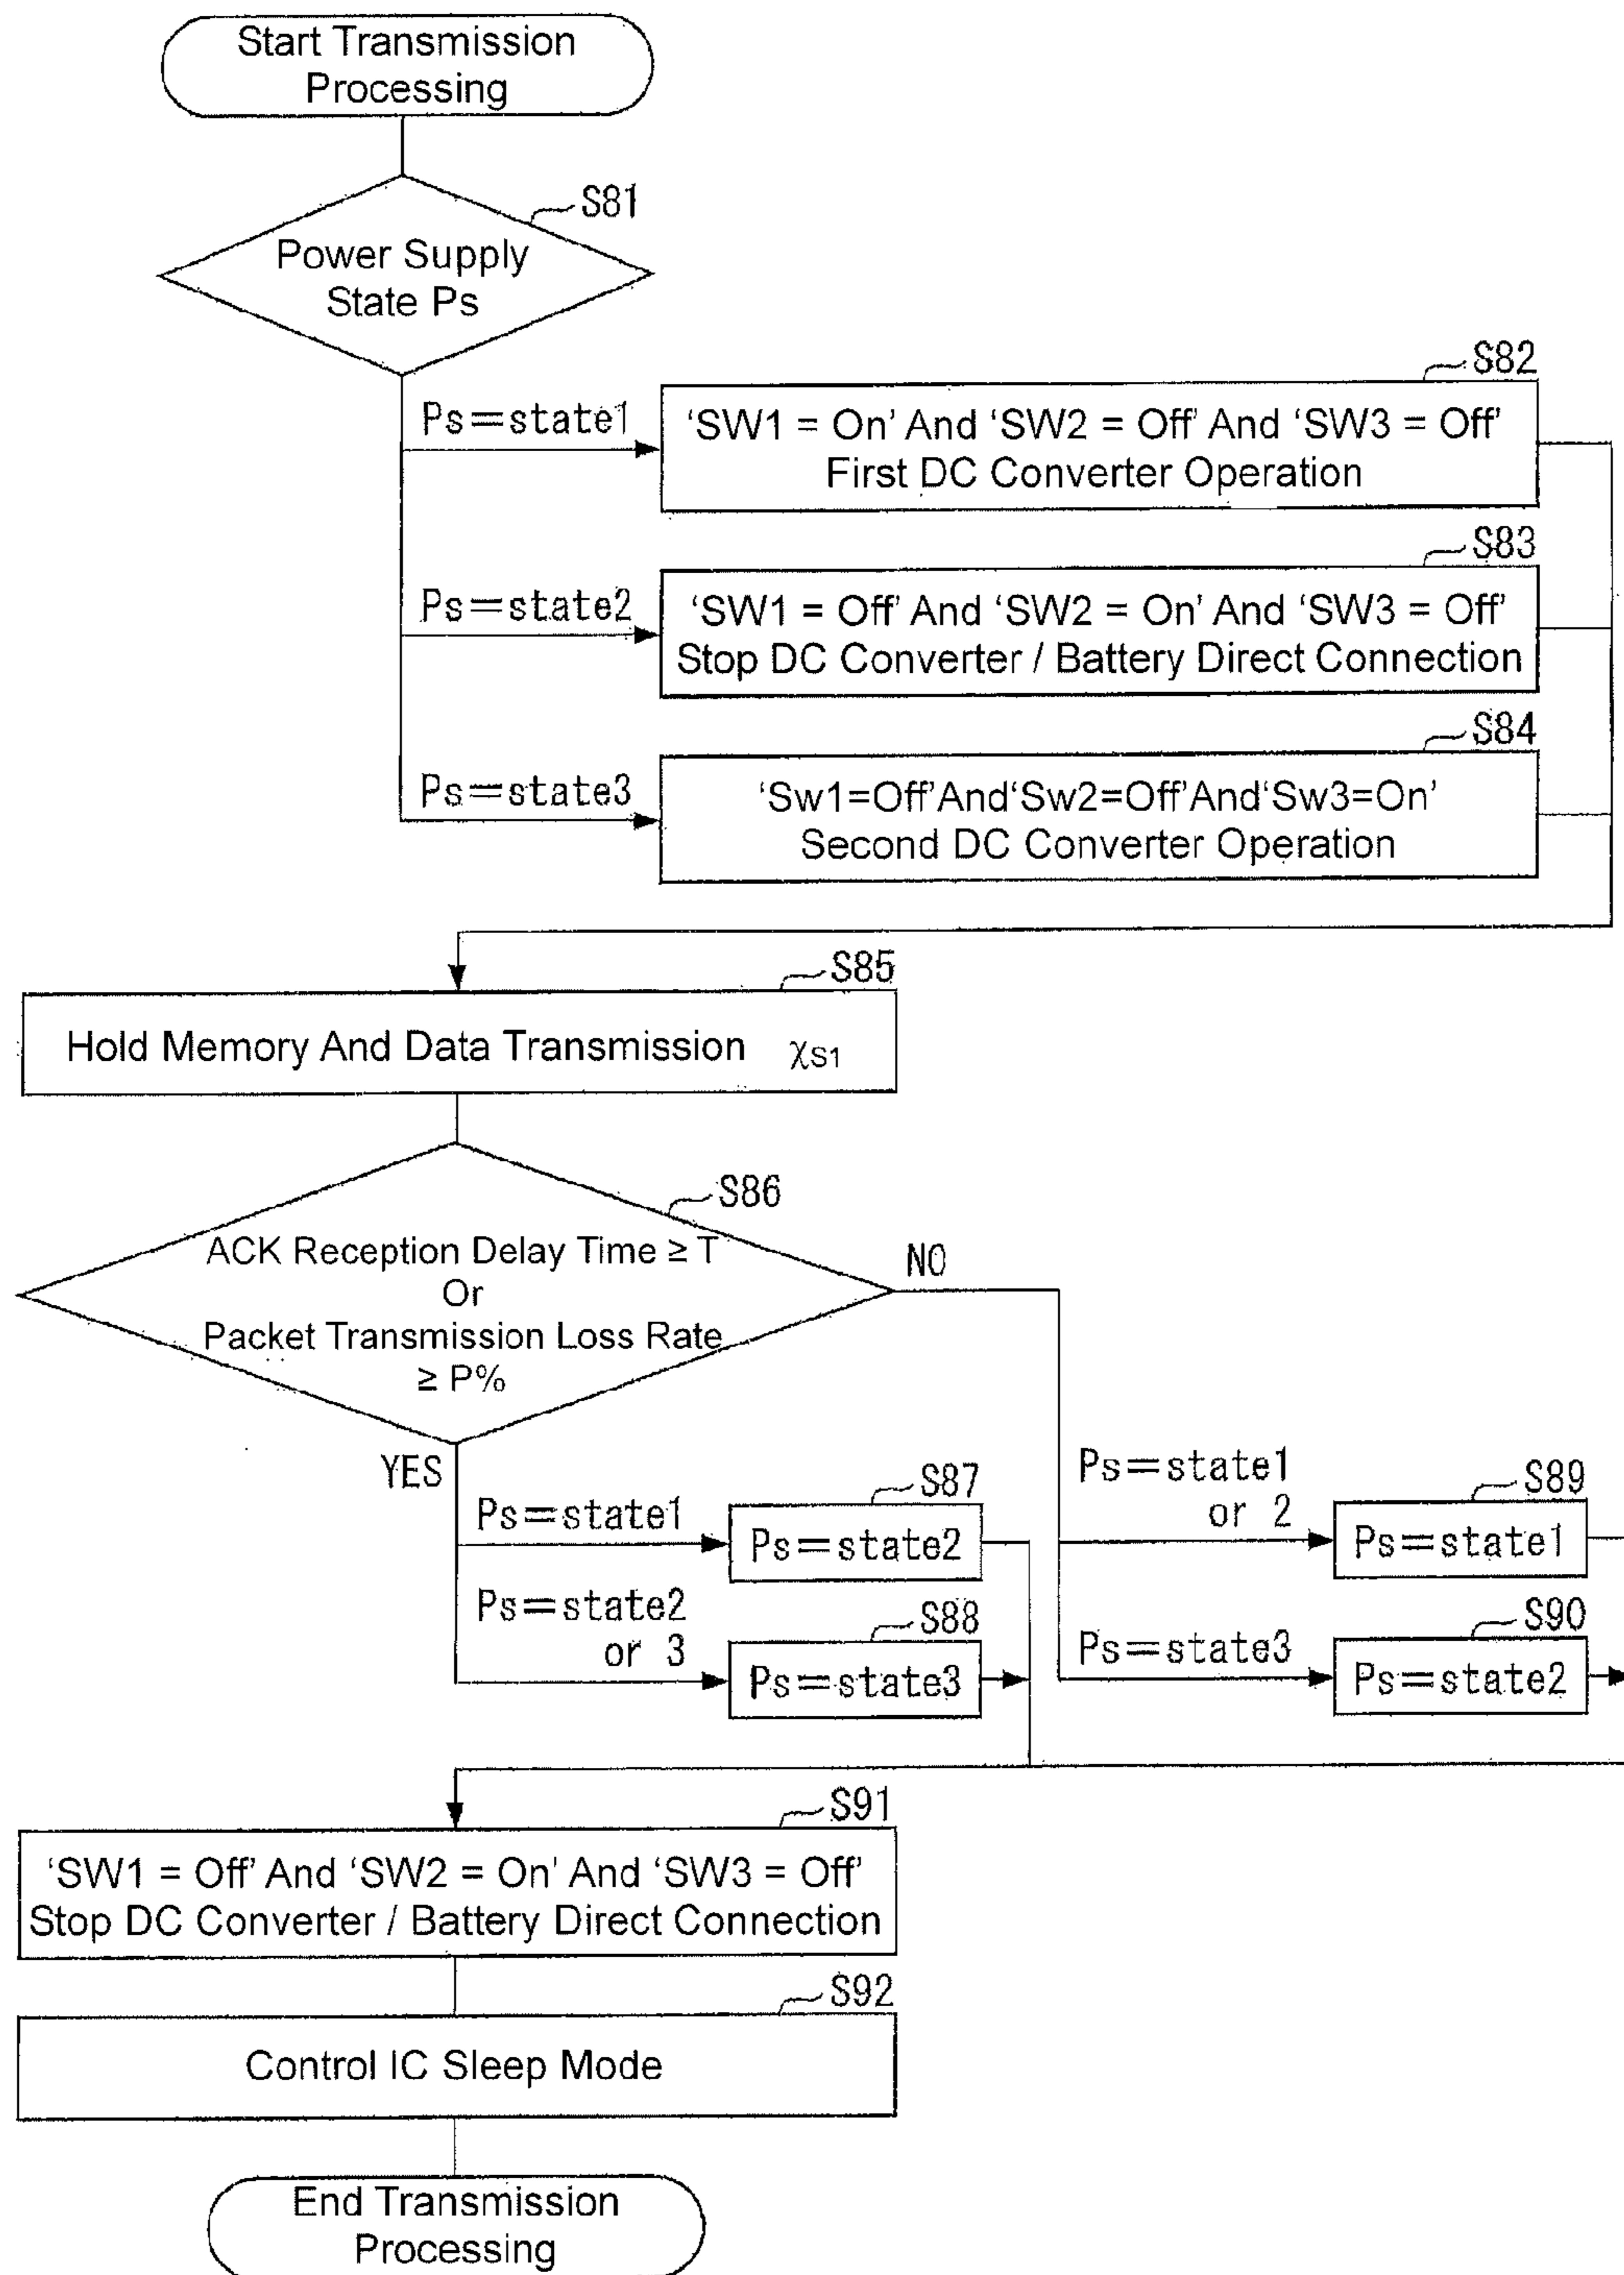 Start Transmission
Processing
S81
Power Supply
State Ps
S82
Ps=state1
'SW1 = On' And 'SW2 = Off' And 'SW3 = Off'
First DC Converter Operation
S83
Ps=state2
'SW1 = Off' And 'SW2 = On' And 'SW3 = Off'
Stop DC Converter / Battery Direct Connection
S84
Ps=state3
'Sw1=Off'And'Sw2=Off'And'Sw3=On'
Second DC Converter Operation
S85
Hold Memory And Data Transmission χS1
S86
ACK Reception Delay Time ≥ T
Or
Packet Transmission Loss Rate
≥ P%
NO
YES
Ps=state1
S87
Ps=state2
Ps=state2
or 3
S88
Ps=state3
Ps=state1
or 2
S89
Ps=state1
Ps=state3
S90
Ps=state2
S91
'SW1 = Off' And 'SW2 = On' And 'SW3 = Off'
Stop DC Converter / Battery Direct Connection
S92
Control IC Sleep Mode
End Transmission
Processing